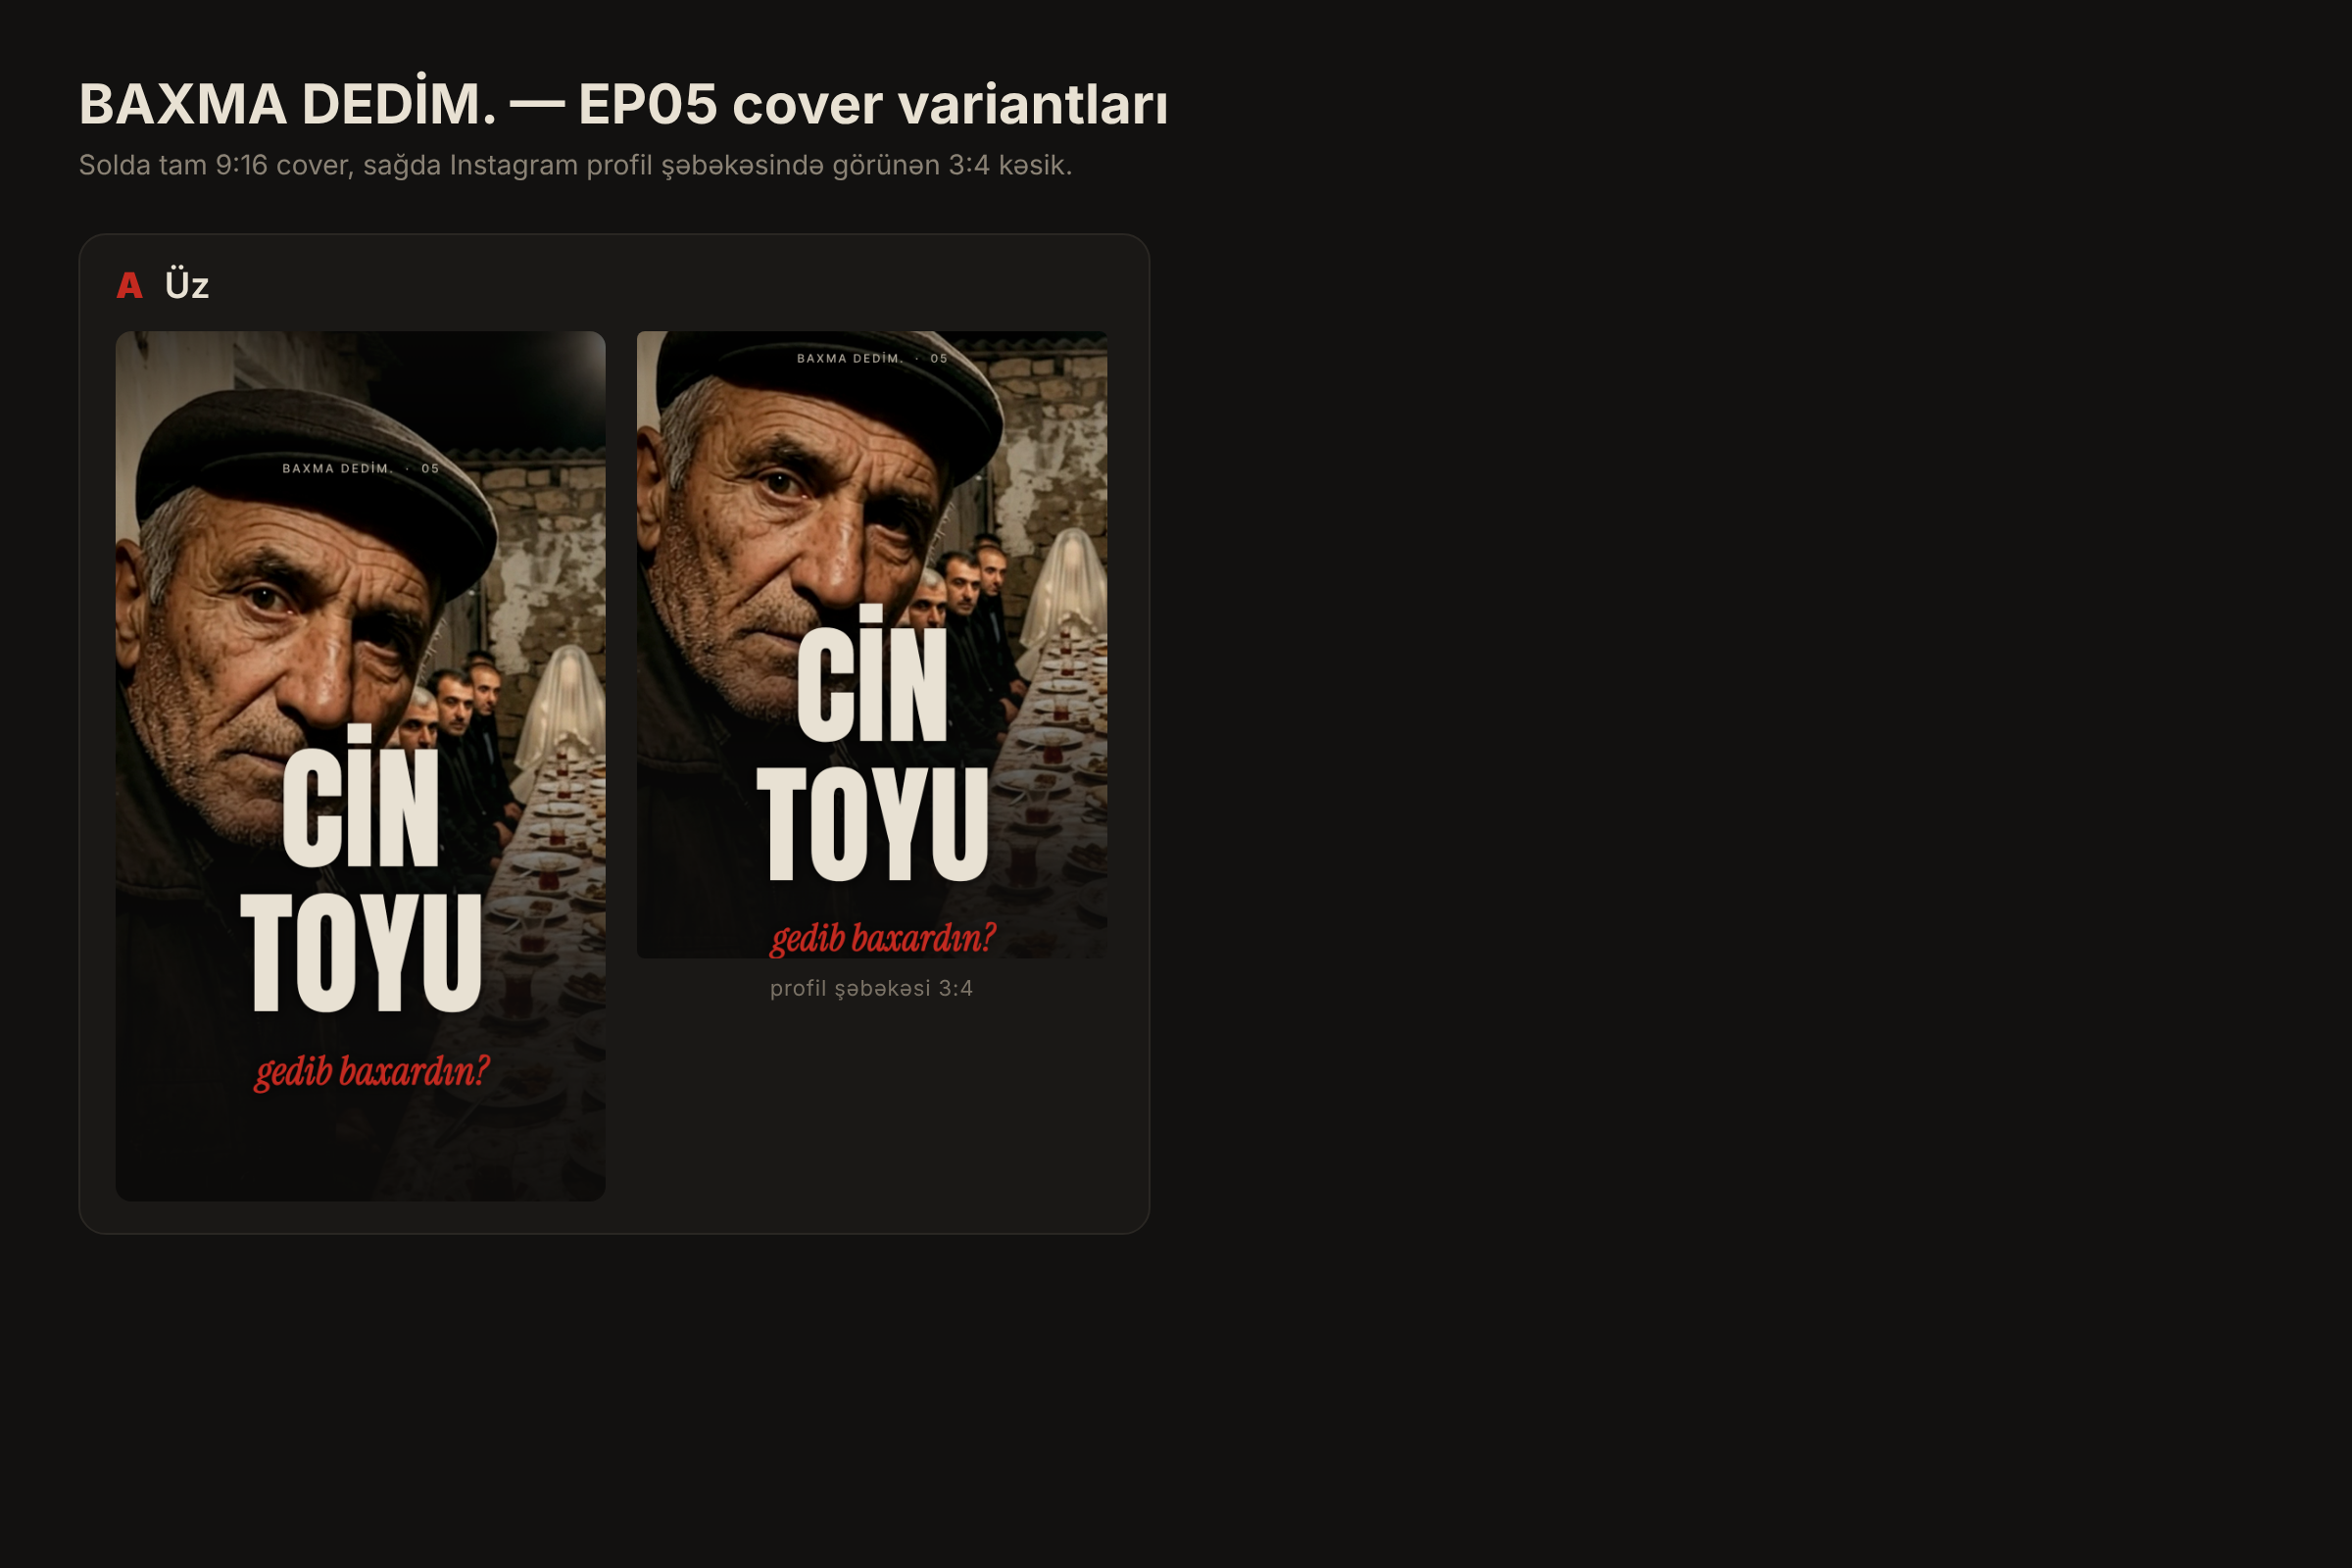 BAXMA DEDİM. — EP05 cover variantları
Solda tam 9:16 cover, sağda Instagram profil şəbəkəsində görünən 3:4 kəsik.
A Üz
BAXMA DEDİM. · 05
CİN
TOYU
gedib baxardın?
BAXMA DEDİM. · 05
CİN
TOYU
gedib baxardın?
profil şəbəkəsi 3:4